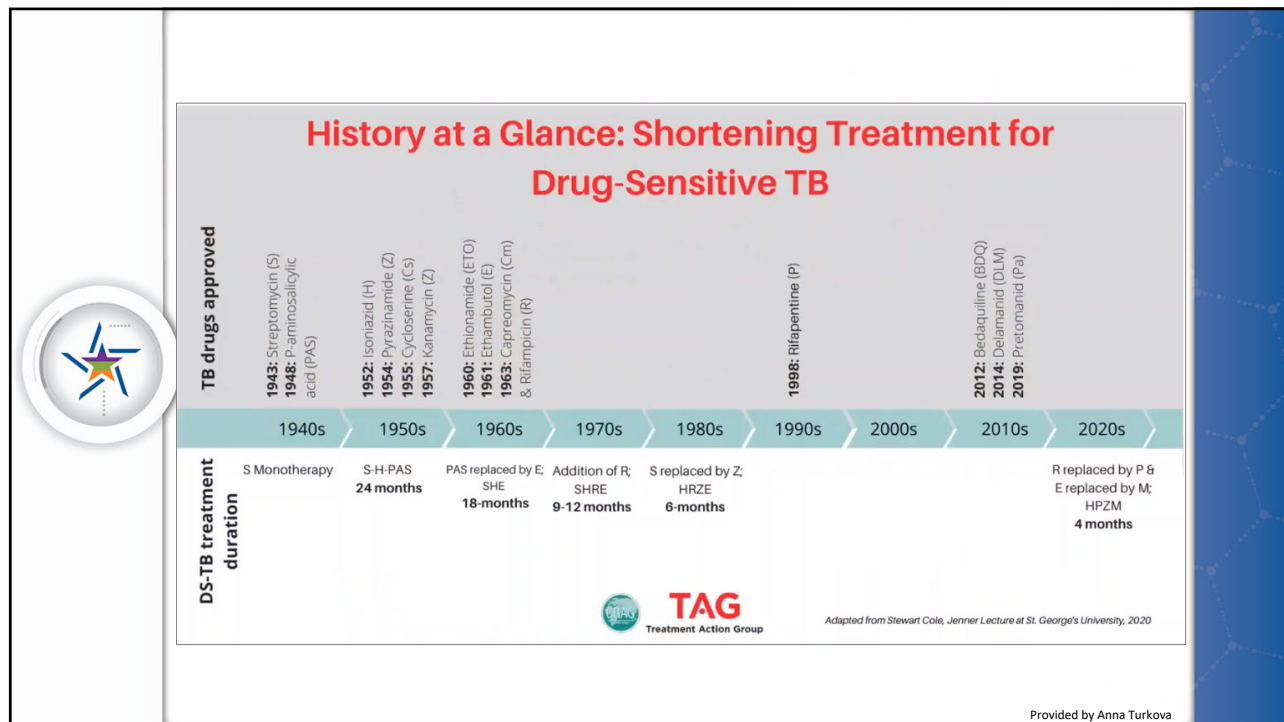 History at a Glance: Shortening Treatment for
Drug-Sensitive TB
TB drugs approved
1943: Streptomycin (S)
1948: P-aminosalicylic
acid (PAS)
1952: Isoniazid (H)
1954: Pyrazinamide (Z)
1955: Cycloserine (Cs)
1957: Kanamycin (Z)
1960: Ethionamide (ETO)
1961: Ethambutol (E)
1963: Capreomycin (Cm)
& Rifampicin (R)
1998: Rifapentine (P)
2012: Bedaquiline (BDQ)
2014: Delamanid (DLM)
2019: Pretomanid (Pa)
1940s
1950s
1960s
1970s
1980s
1990s
2000s
2010s
2020s
DS-TB treatment
duration
S Monotherapy
S-H-PAS
24 months
PAS replaced by E;
SHE
18-months
Addition of R;
SHRE
9-12 months
S replaced by Z;
HRZE
6-months
R replaced by P &
E replaced by M;
HPZM
4 months
TAG
Treatment Action Group
Adapted from Stewart Cole, Jenner Lecture at St. George's University, 2020
Provided by Anna Turkova